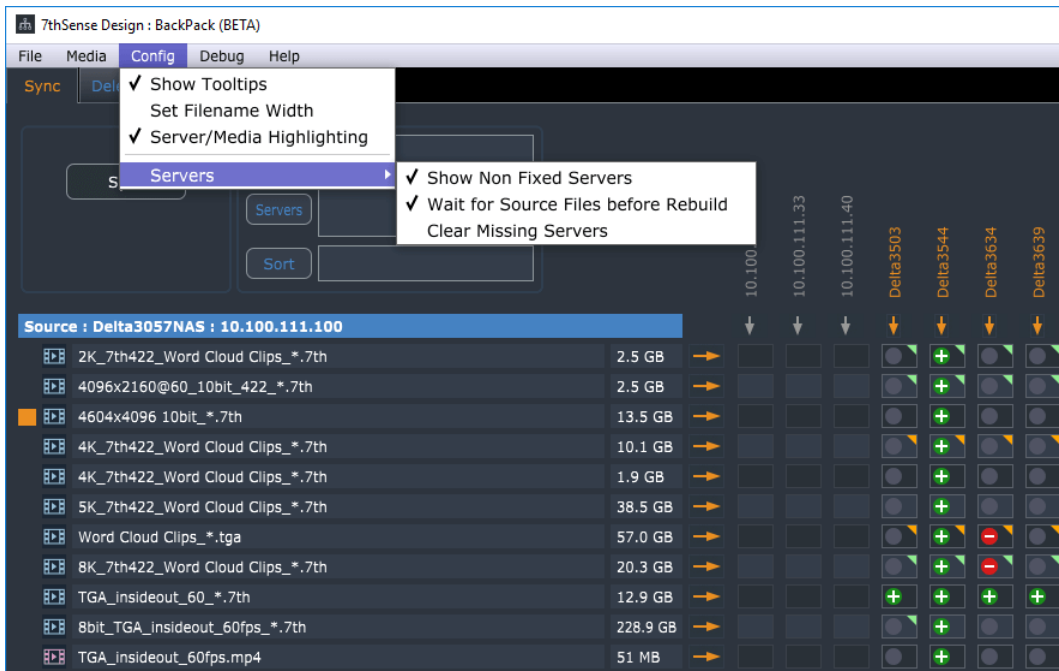 7thSense Design : BackPack (BETA)
File Media Config Debug Help
Sync
Show Tooltips
Set Filename Width
Server/Media Highlighting
Servers
Show Non Fixed Servers
Wait for Source Files before Rebuild
Clear Missing Servers
Servers
Sort
10.100.
10.100.111.33
10.100.111.40
Delta3503
Delta3544
Delta3634
Delta3639
Source : Delta3057NAS : 10.100.111.100
2K_7th422_Word Cloud Clips_*.7th 2.5 GB
4096x2160@60_10bit_422_*.7th 2.5 GB
4604x4096 10bit_*.7th 13.5 GB
4K_7th422_Word Cloud Clips_*.7th 10.1 GB
4K_7th422_Word Cloud Clips_*.7th 1.9 GB
5K_7th422_Word Cloud Clips_*.7th 38.5 GB
Word Cloud Clips_*.tga 57.0 GB
8K_7th422_Word Cloud Clips_*.7th 20.3 GB
TGA_insideout_60_*.7th 12.9 GB
8bit_TGA_insideout_60fps_*.7th 228.9 GB
TGA_insideout_60fps.mp4 51 MB